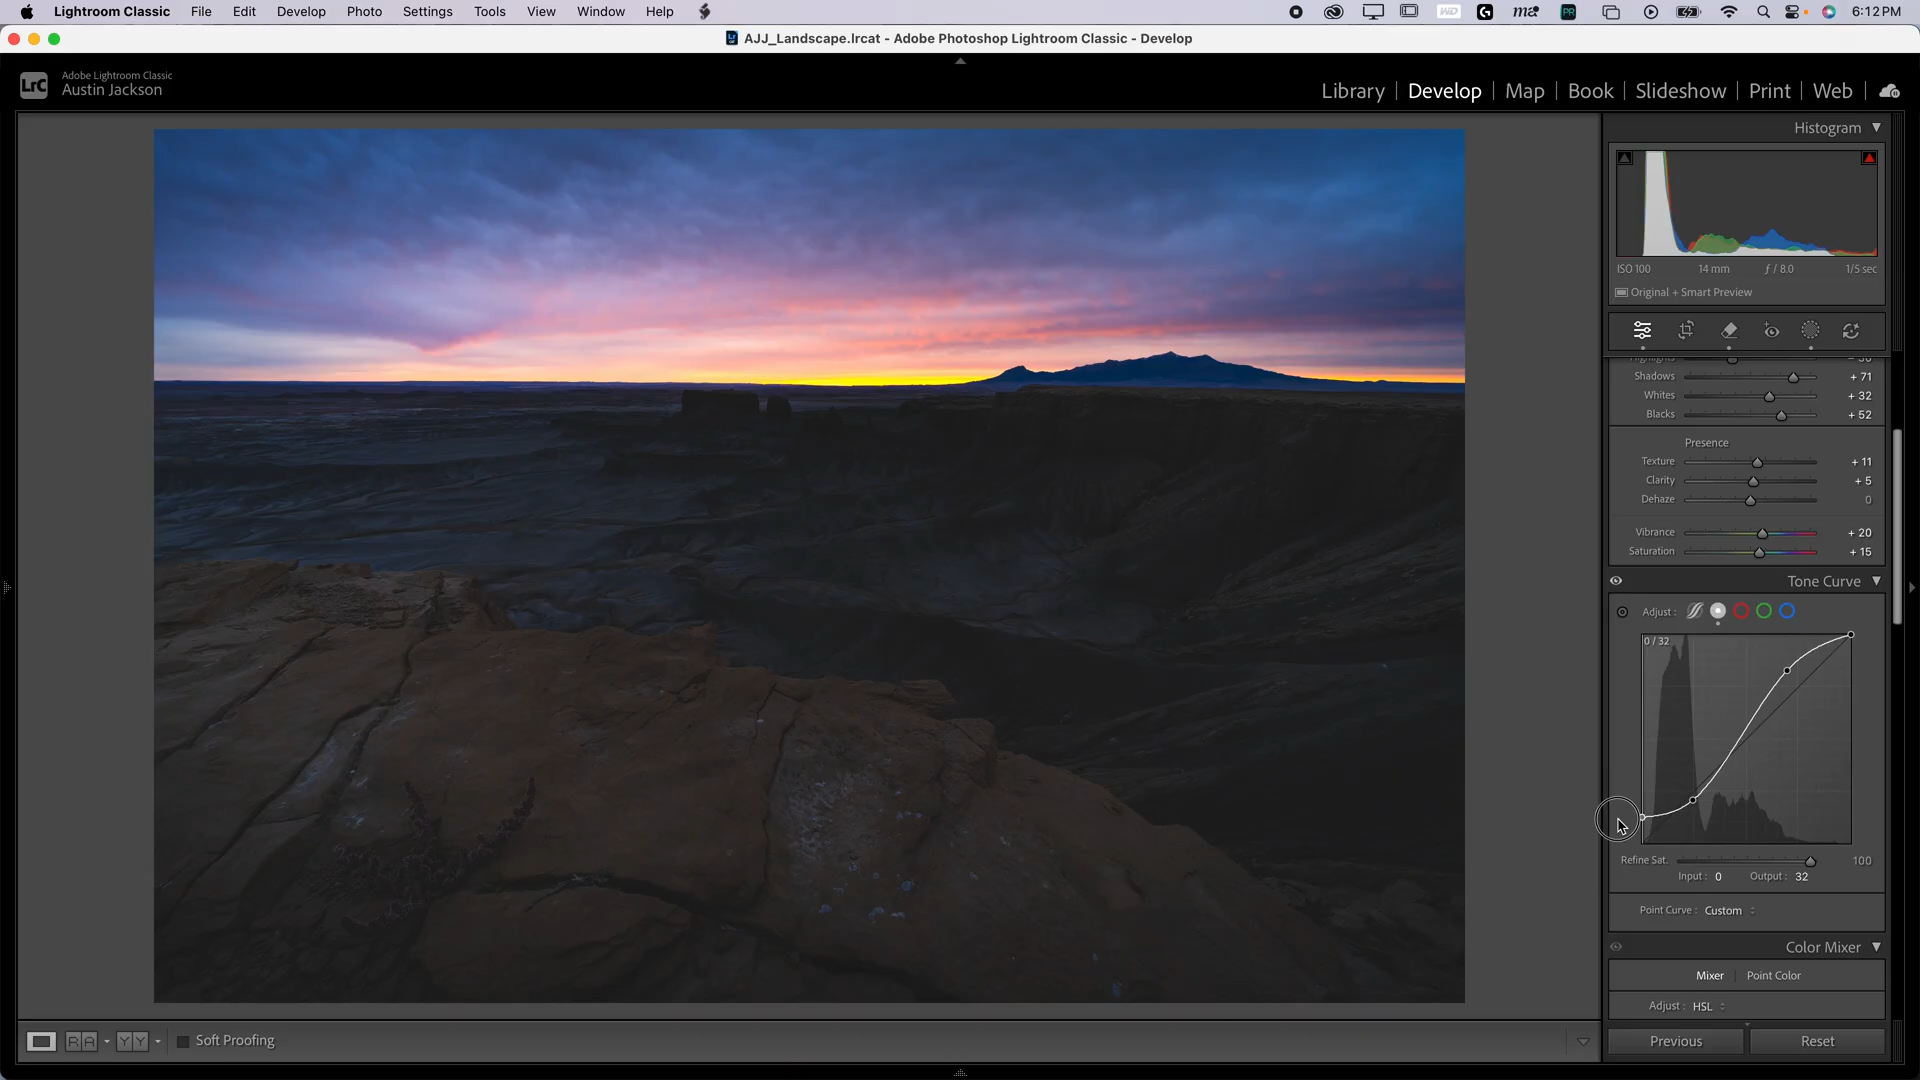 Lightroom Classic File Edit Develop Photo Settings Tools View Window Help 6:12 PM
AJJ_Landscape.lrcat - Adobe Photoshop Lightroom Classic - Develop
LrC Adobe Lightroom Classic
Austin Jackson
Library | Develop | Map | Book | Slideshow | Print | Web
Histogram
ISO 100 14 mm ƒ / 8.0 1/5 sec
Original + Smart Preview
Highlights
Shadows + 71
Whites + 32
Blacks + 52
Presence
Texture + 11
Clarity + 5
Dehaze 0
Vibrance + 20
Saturation + 15
Tone Curve
Adjust :
0 / 32
Refine Sat. 100
Input : 0 Output : 32
Point Curve : Custom
Color Mixer
Mixer | Point Color
Adjust : HSL
Previous Reset
R A Y Y Soft Proofing